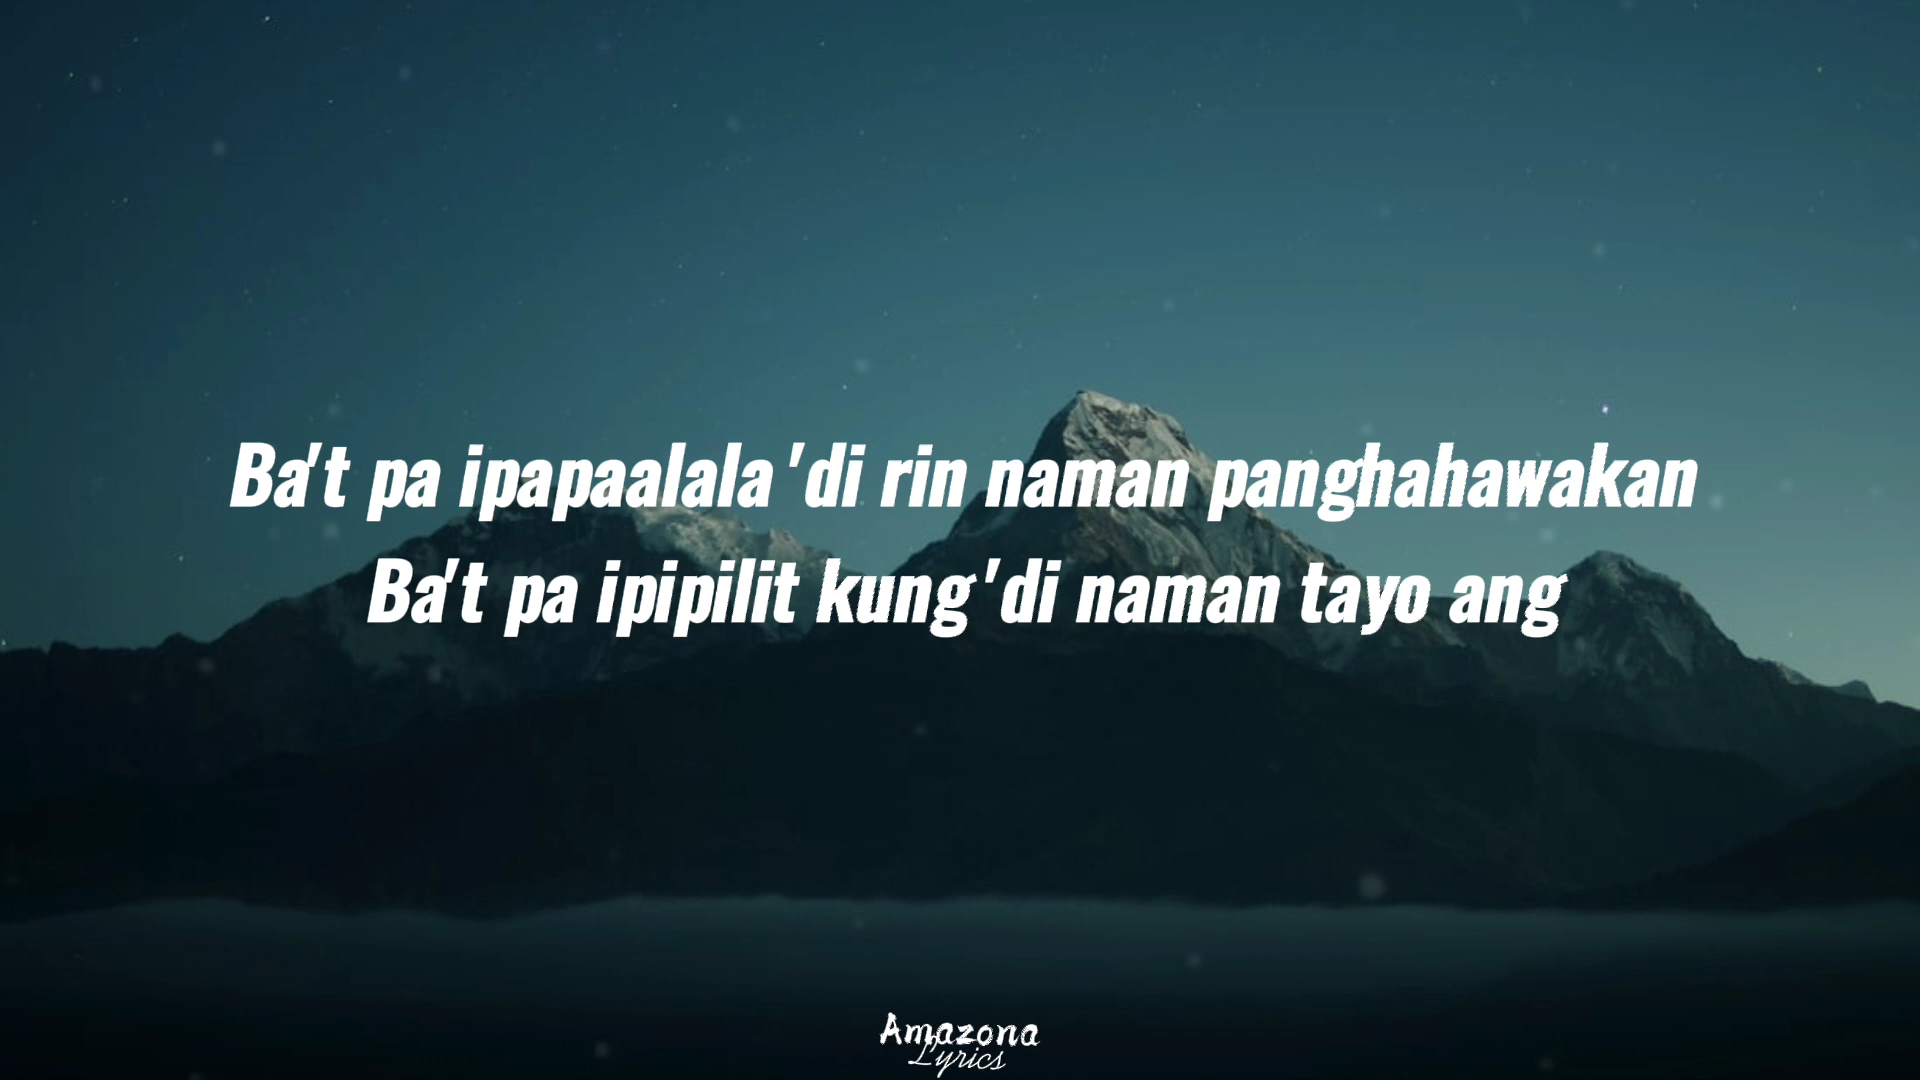 Ba't pa ipapaalala 'di rin naman panghahawakan
Ba't pa ipipilit kung 'di naman tayo ang
Amazona
Lyrics